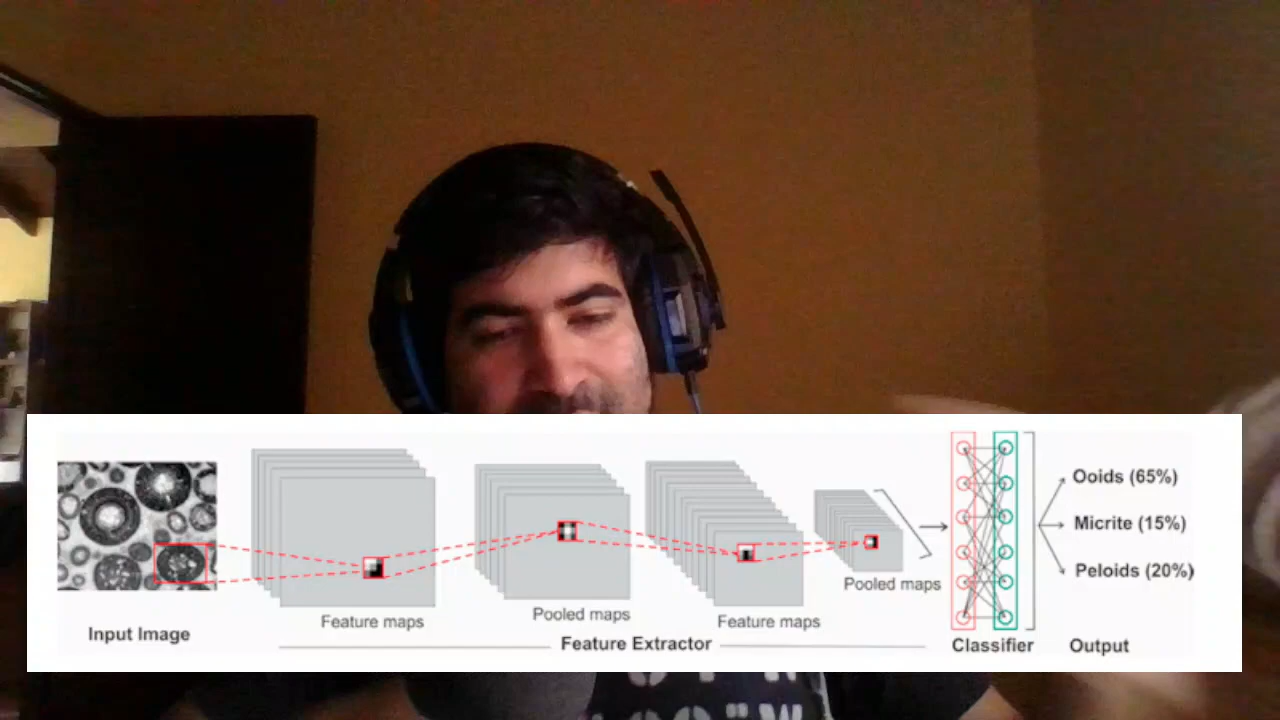 Ooids (65%)
Micrite (15%)
Peloids (20%)
Pooled maps
Pooled maps
Feature maps
Feature maps
Input Image
Feature Extractor
Classifier
Output